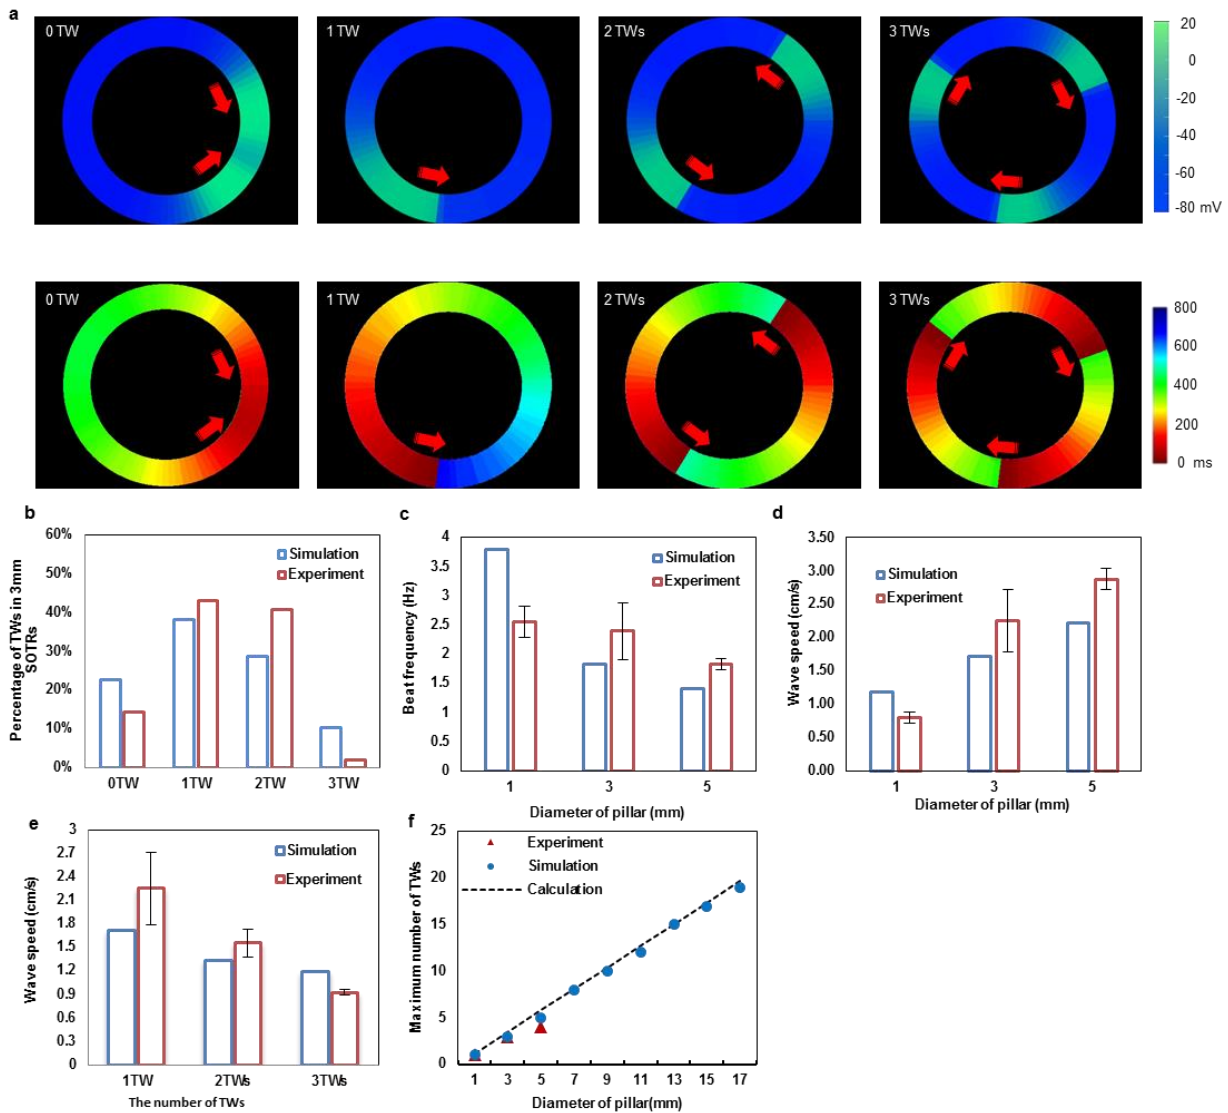 a
0 TW
1 TW
2 TWs
3 TWs
20
0
-20
-40
-60
-80 mV
0 TW
1 TW
2 TWs
3 TWs
800
600
400
200
0 ms
b
60%
50%
40%
30%
20%
10%
0%
Percentage of TWs in 3mm
SOTRs
Simulation
Experiment
0TW
1TW
2TW
3TW
c
4
3.5
3
2.5
2
1.5
1
0.5
0
Beat frequency (Hz)
Simulation
Experiment
1
3
5
Diameter of pillar (mm)
d
3.50
3.00
2.50
2.00
1.50
1.00
0.50
0.00
Wave speed (cm/s)
Simulation
Experiment
1
3
5
Diameter of pillar (mm)
e
3
2.7
2.4
2.1
1.8
1.5
1.2
0.9
0.6
0.3
0
Wave speed (cm/s)
Simulation
Experiment
1TW
2TWs
3TWs
The number of TWs
f
25
20
15
10
5
0
Maximum number of TWs
Experiment
Simulation
Calculation
1
3
5
7
9
11
13
15
17
Diameter of pillar(mm)